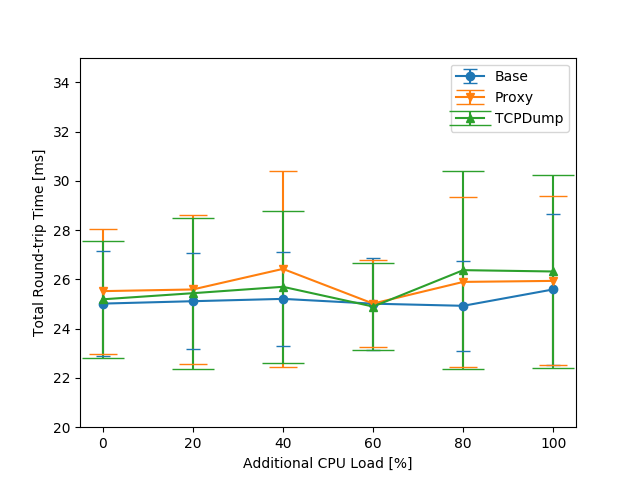 Total Round-trip Time [ms]
34
32
30
28
26
24
22
20
0 20 40 60 80 100
Additional CPU Load [%]
Base
Proxy
TCPDump